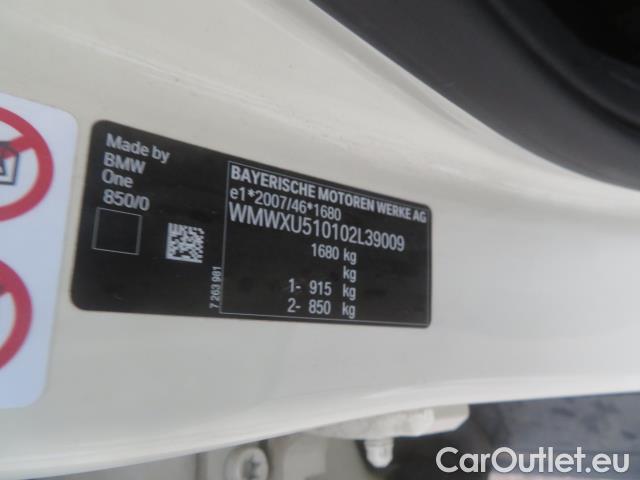 Made by
BMW
One
850/0
BAYERISCHE MOTOREN WERKE AG
e1*2007/46*1680
WMWXU510102L39009
1680 kg
kg
1- 915 kg
2- 850 kg
7 263 981
CarOutlet.eu